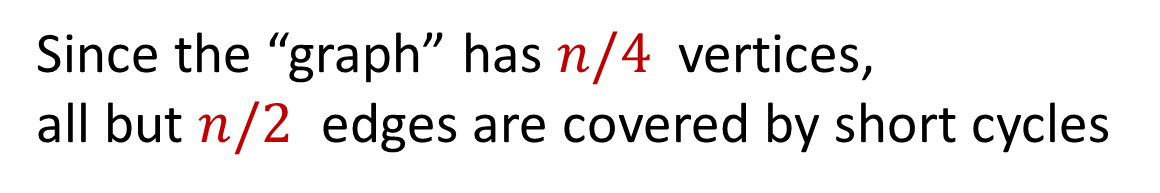 Since the “graph” has n/4 vertices,
all but n/2 edges are covered by short cycles